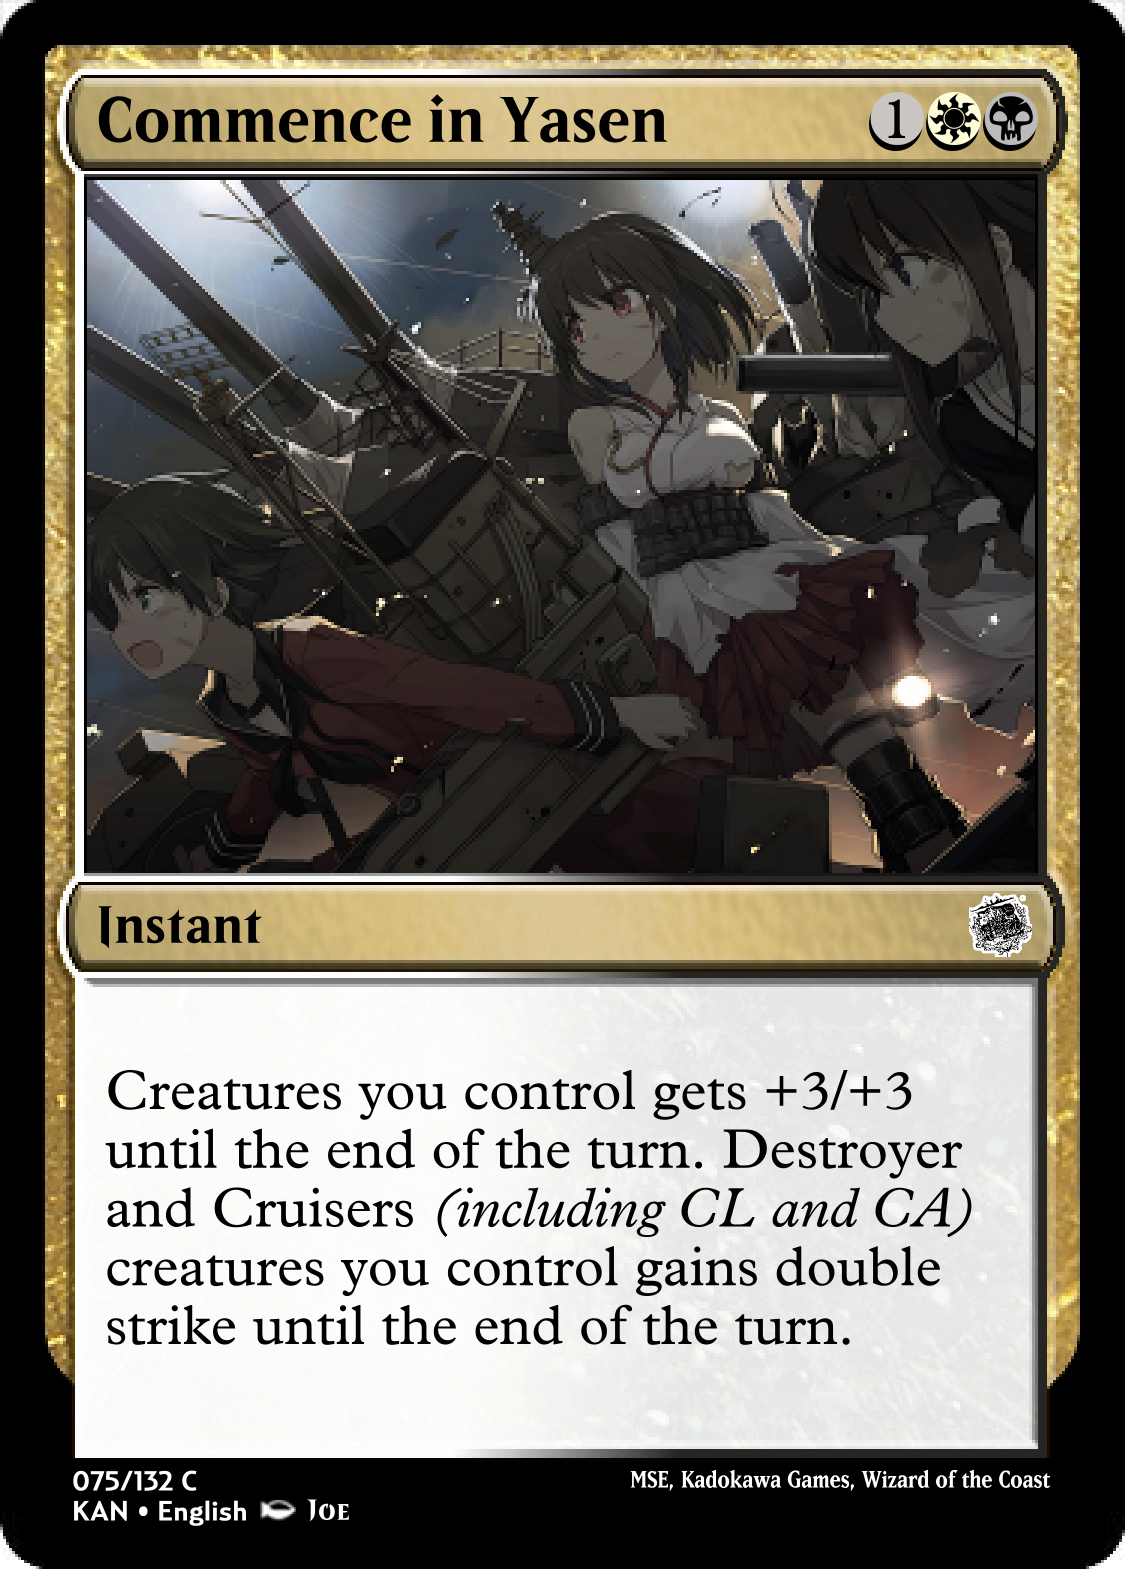 Commence in Yasen 1
Instant
Creatures you control gets +3/+3
until the end of the turn. Destroyer
and Cruisers (including CL and CA)
creatures you control gains double
strike until the end of the turn.
075/132 C
KAN • English JOE
MSE, Kadokawa Games, Wizard of the Coast